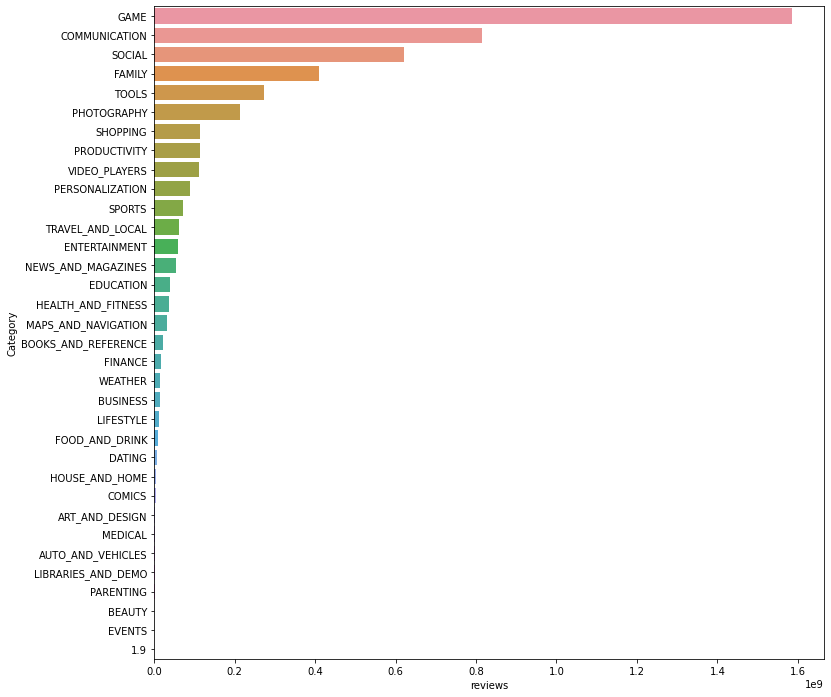 GAME
COMMUNICATION
SOCIAL
FAMILY
TOOLS
PHOTOGRAPHY
SHOPPING
PRODUCTIVITY
VIDEO_PLAYERS
PERSONALIZATION
SPORTS
TRAVEL_AND_LOCAL
ENTERTAINMENT
NEWS_AND_MAGAZINES
EDUCATION
HEALTH_AND_FITNESS
MAPS_AND_NAVIGATION
BOOKS_AND_REFERENCE
FINANCE
WEATHER
BUSINESS
LIFESTYLE
FOOD_AND_DRINK
DATING
HOUSE_AND_HOME
COMICS
ART_AND_DESIGN
MEDICAL
AUTO_AND_VEHICLES
LIBRARIES_AND_DEMO
PARENTING
BEAUTY
EVENTS
1.9
Category
0.0 0.2 0.4 0.6 0.8 1.0 1.2 1.4 1.6
reviews
1e9